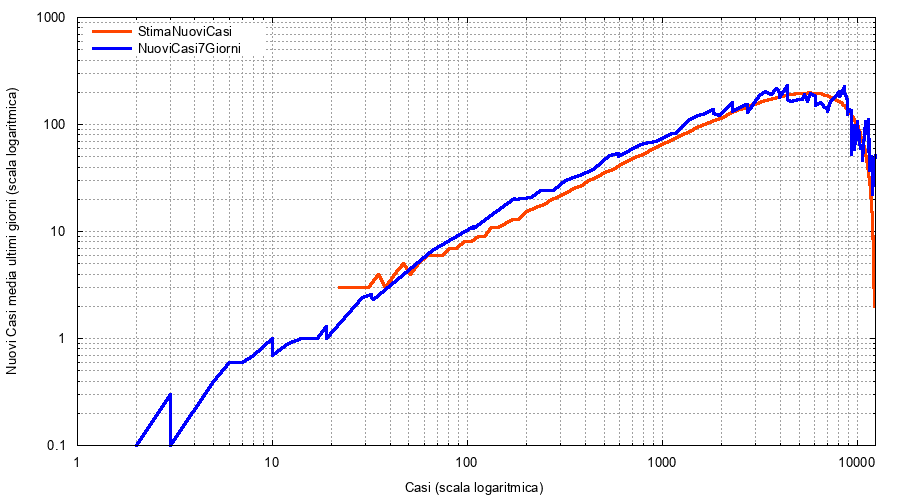 1000
StimaNuoviCasi
NuoviCasi7Giorni
100
10
1
0.1
Nuovi Casi media ultimi giorni (scala logaritmica)
1
10
100
1000
10000
Casi (scala logaritmica)